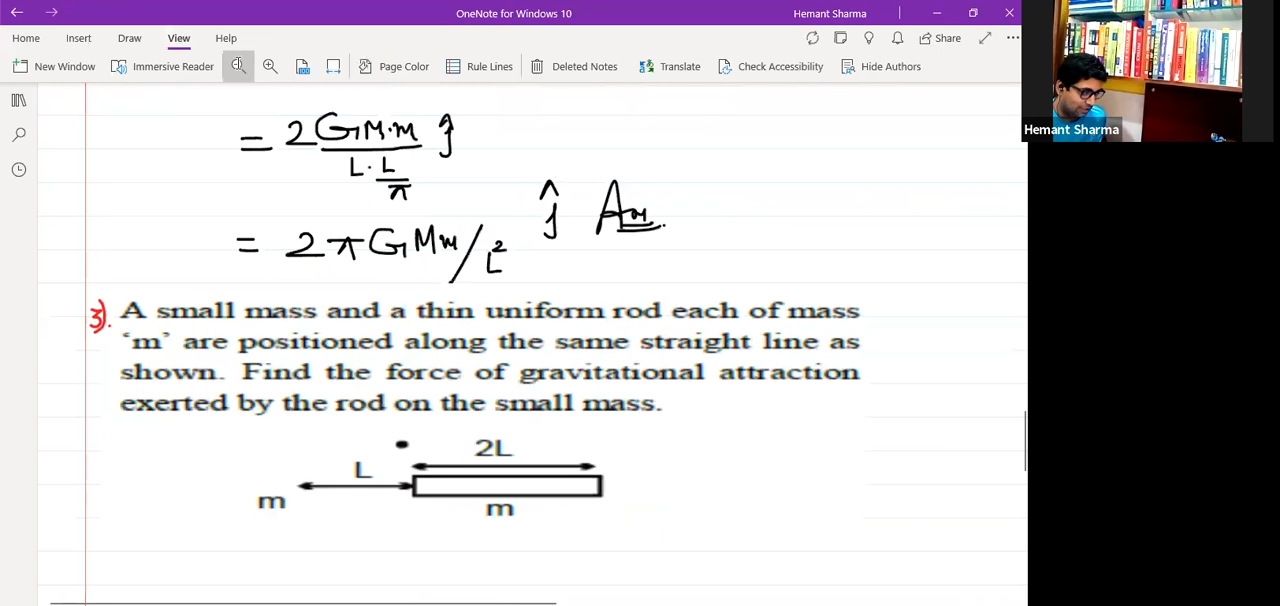 OneNote for Windows 10
Hemant Sharma
Home Insert Draw View Help
Share
New Window Immersive Reader Page Color Rule Lines Deleted Notes Translate Check Accessibility Hide Authors
Hemant Sharma
= 2GM.m ĵ
L. L
π
= 2πGMm/L² ĵ Ans.
3). A small mass and a thin uniform rod each of mass
‘m’ are positioned along the same straight line as
shown. Find the force of gravitational attraction
exerted by the rod on the small mass.
2L
L
m
m